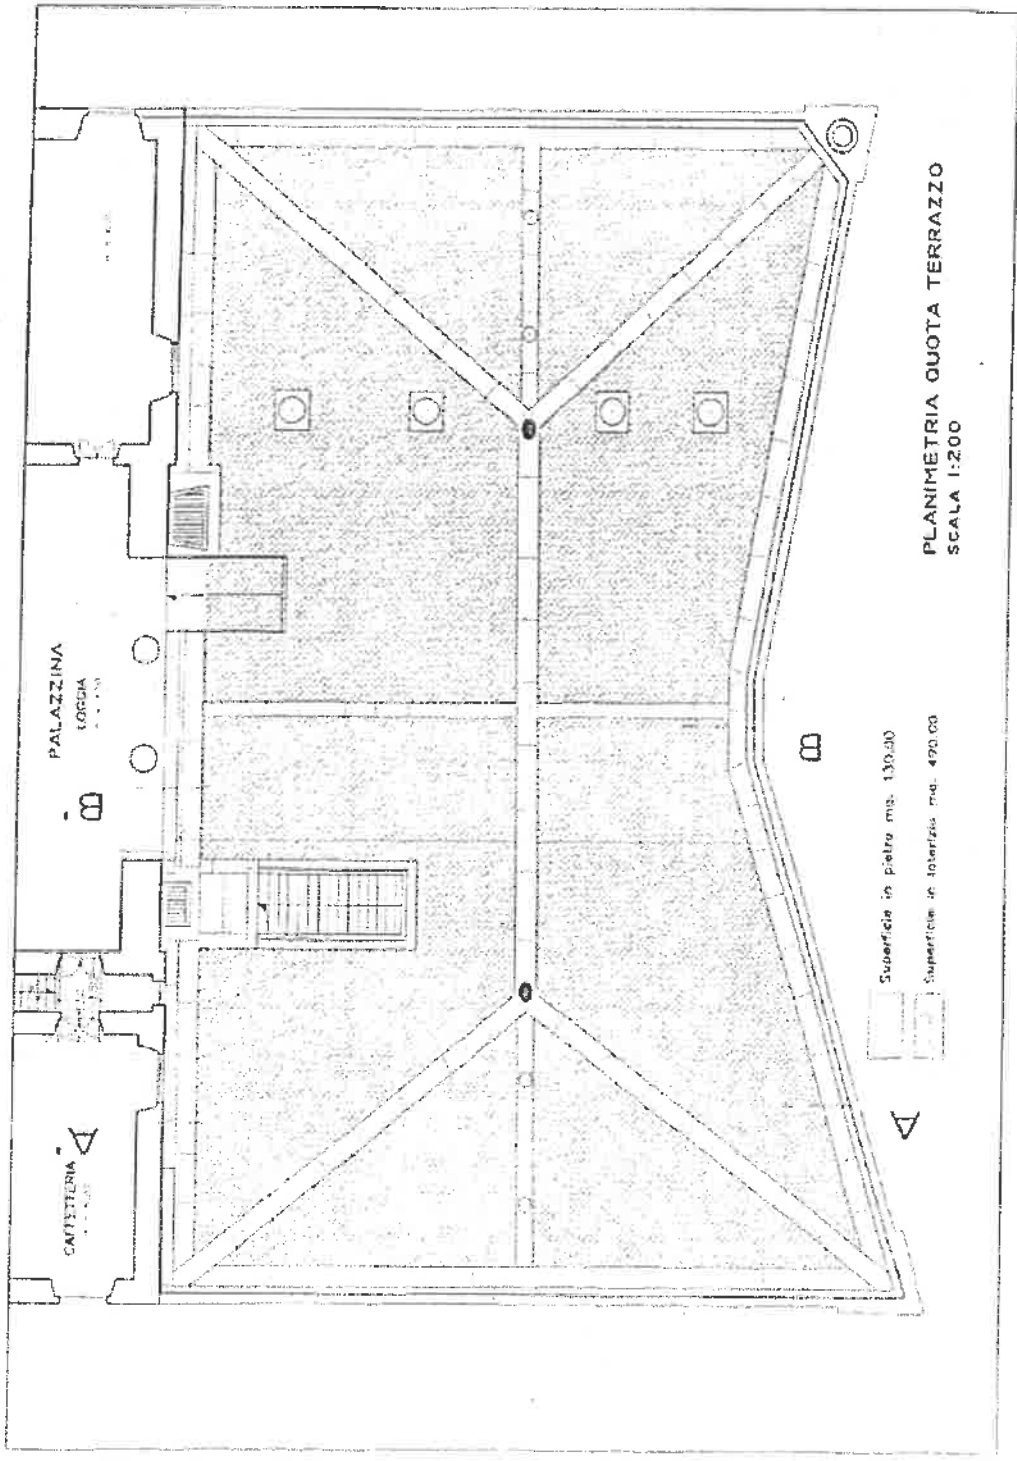 PALAZZINA
LOGGIA
B
CAFFETTERIA
A
B
A
Superficie in pietra mq. 130.00
Superficie in laterizio mq. 490.00
PLANIMETRIA QUOTA TERRAZZO
SCALA 1:200